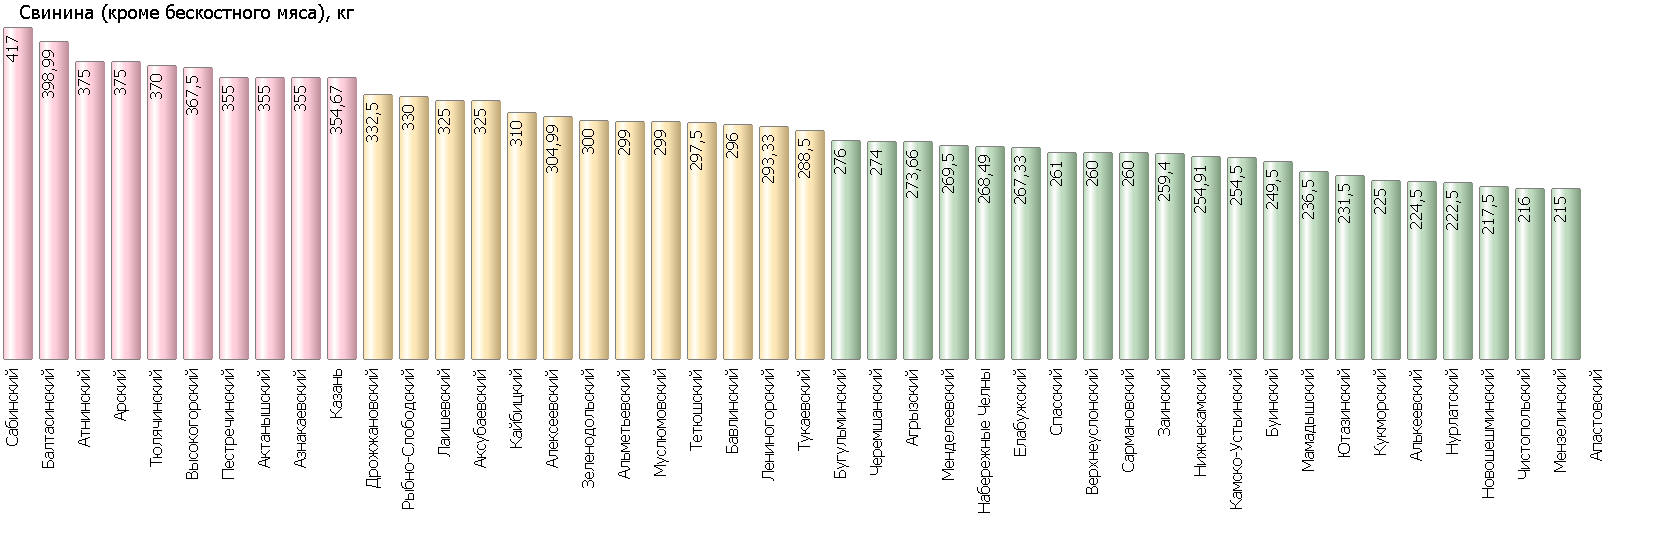 Свинина (кроме бескостного мяса), кг
417
398,99
375
375
370
367,5
355
355
355
354,67
332,5
330
325
325
310
304,99
300
299
299
297,5
296
293,33
288,5
276
274
273,66
269,5
268,49
267,33
261
260
260
259,4
254,91
254,5
249,5
236,5
231,5
225
224,5
222,5
217,5
216
215
Сабинский
Балтасинский
Атнинский
Арский
Тюлячинский
Высокогорский
Пестречинский
Актанышский
Азнакаевский
Казань
Дрожжановский
Рыбно-Слободский
Лаишевский
Аксубаевский
Кайбицкий
Алексеевский
Зеленодольский
Альметьевский
Муслюмовский
Тетюшский
Бавлинский
Лениногорский
Тукаевский
Бугульминский
Черемшанский
Агрызский
Менделеевский
Набережные Челны
Елабужский
Спасский
Верхнеуслонский
Сармановский
Заинский
Нижнекамский
Камско-Устьинский
Буинский
Мамадышский
Ютазинский
Кукморский
Алькеевский
Нурлатский
Новошешминский
Чистопольский
Мензелинский
Апастовский